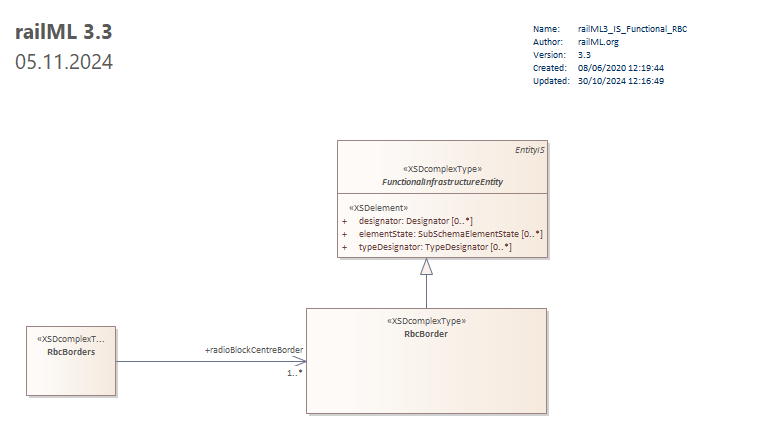 railML 3.3
05.11.2024
Name: railML3_IS_Functional_RBC
Author: railML.org
Version: 3.3
Created: 08/06/2020 12:19:44
Updated: 30/10/2024 12:16:49
EntityIS
«XSDcomplexType»
FunctionalInfrastructureEntity
«XSDelement»
+ designator: Designator [0..*]
+ elementState: SubSchemaElementState [0..*]
+ typeDesignator: TypeDesignator [0..*]
«XSDcomplexT...
RbcBorders
+radioBlockCentreBorder
1..*
«XSDcomplexType»
RbcBorder